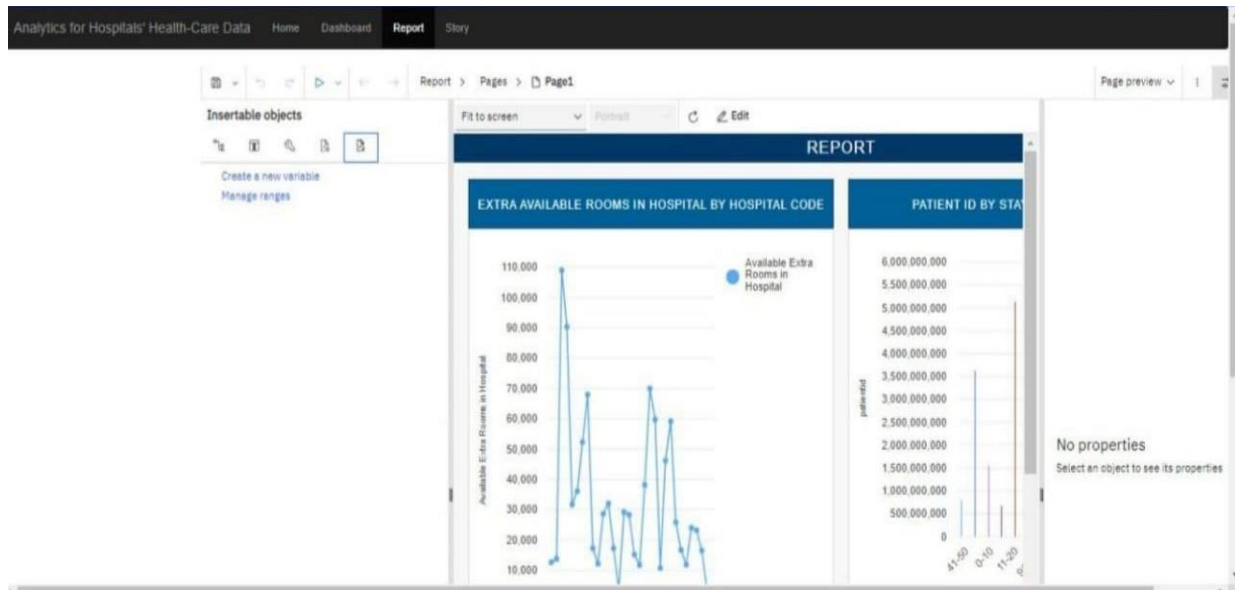 Analytics for Hospitals' Health-Care Data Home Dashboard Report Story
Report > Pages > Page1
Page preview
Insertable objects
Fit to screen
Portrait
Edit
Create a new variable
Manage ranges
REPORT
EXTRA AVAILABLE ROOMS IN HOSPITAL BY HOSPITAL CODE
110,000
100,000
90,000
80,000
70,000
60,000
50,000
40,000
30,000
20,000
10,000
Available Extra Rooms in Hospital
Available Extra
Rooms in
Hospital
PATIENT ID BY
6,000,000,000
5,500,000,000
5,000,000,000
4,500,000,000
4,000,000,000
3,500,000,000
3,000,000,000
2,500,000,000
2,000,000,000
1,500,000,000
1,000,000,000
500,000,000
0
patientid
41-50
0-10
11-20
No properties
Select an object to see its properties